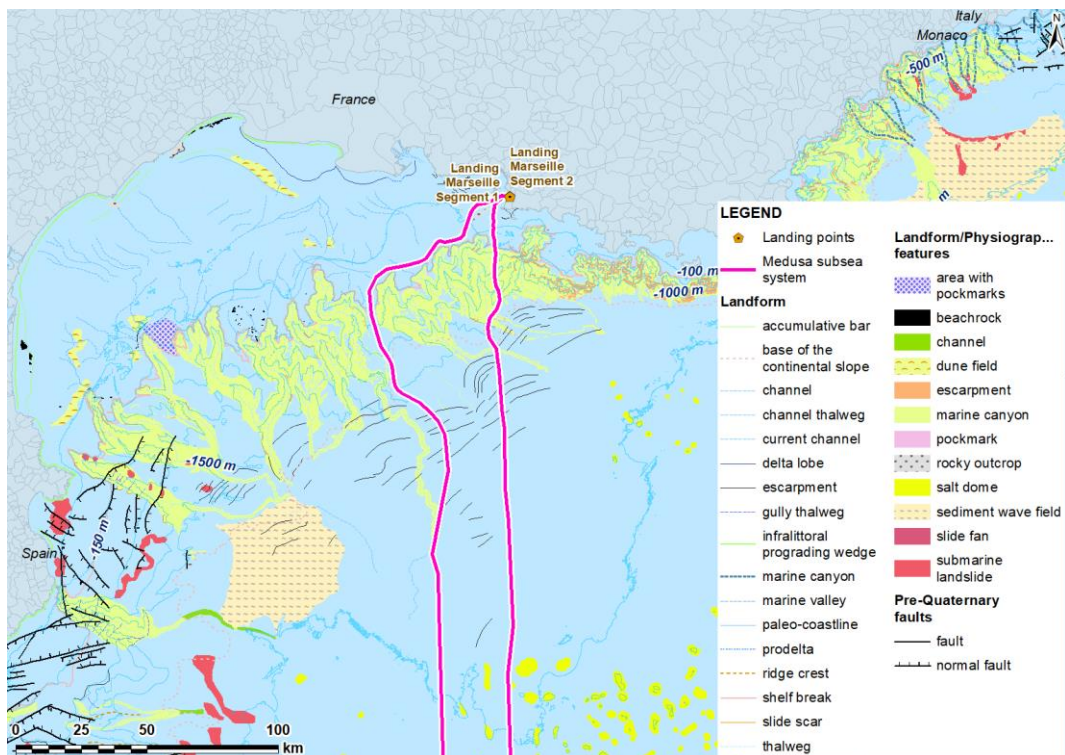 Italy
Monaco
N
-500 m
France
Landing
Marseille
Segment 1
Landing
Marseille
Segment 2
m
-100 m
-1000 m
-1500 m
-150 m
Spain
LEGEND
Landing points
Medusa subsea
system
Landform
accumulative bar
base of the
continental slope
channel
channel thalweg
current channel
delta lobe
escarpment
gully thalweg
infralittoral
prograding wedge
marine canyon
marine valley
paleo-coastline
prodelta
ridge crest
shelf break
slide scar
thalweg
Landform/Physiograp...
features
area with
pockmarks
beachrock
channel
dune field
escarpment
marine canyon
pockmark
rocky outcrop
salt dome
sediment wave field
slide fan
submarine
landslide
Pre-Quaternary
faults
fault
normal fault
0 25 50 100
km